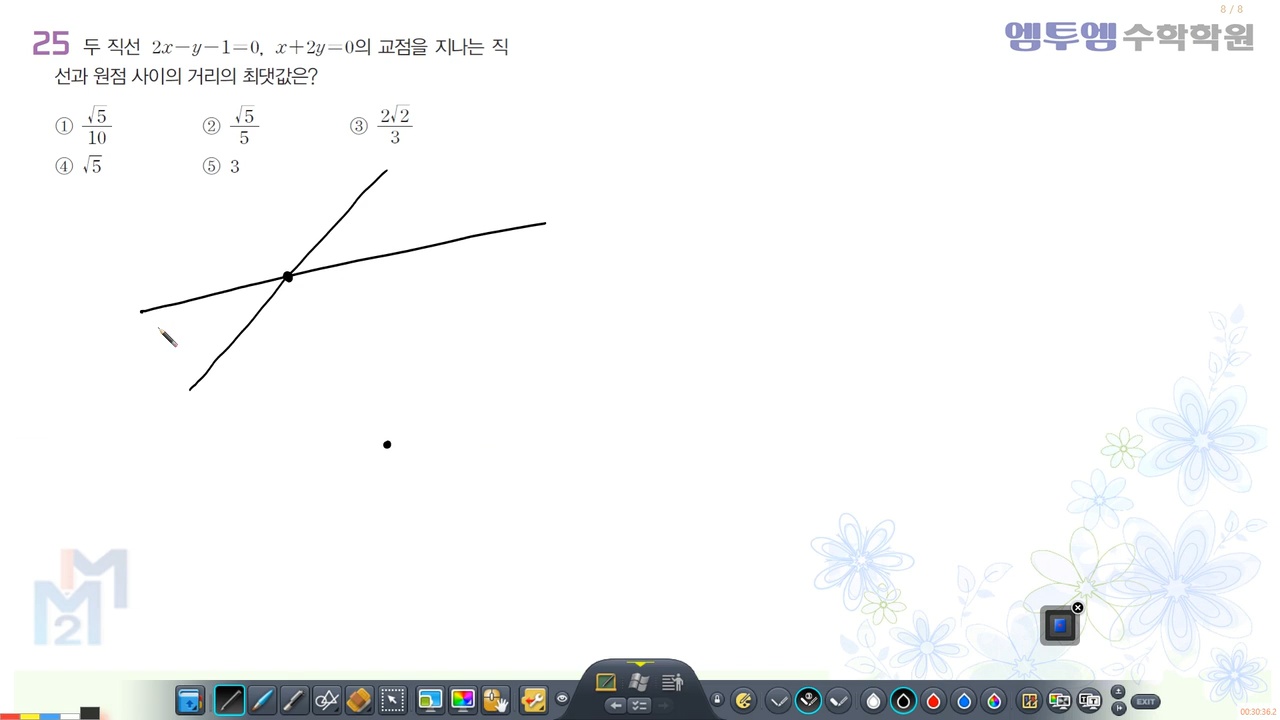 8 / 8
엠투엠 수학학원
25 두 직선 2x-y-1=0, x+2y=0의 교점을 지나는 직
선과 원점 사이의 거리의 최댓값은?
① √5/10 ② √5/5 ③ 2√2/3
④ √5 ⑤ 3
M M 2
EXIT
00:30:36.2